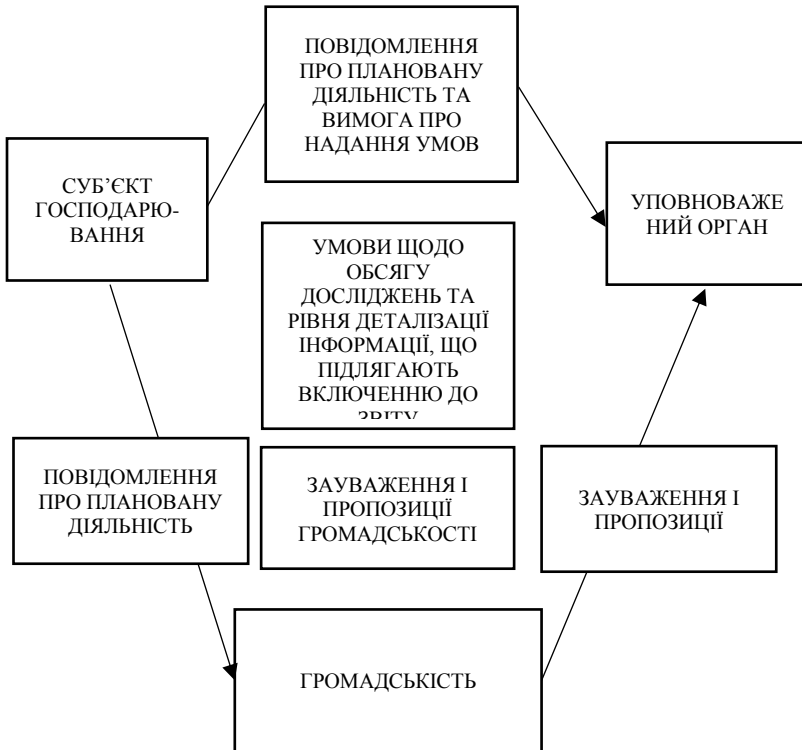 ПОВІДОМЛЕННЯ
ПРО ПЛАНОВАНУ
ДІЯЛЬНІСТЬ ТА
ВИМОГА ПРО
НАДАННЯ УМОВ
СУБ’ЄКТ
ГОСПОДАРЮ-
ВАННЯ
УПОВНОВАЖЕ
НИЙ ОРГАН
УМОВИ ЩОДО
ОБСЯГУ
ДОСЛІДЖЕНЬ ТА
РІВНЯ ДЕТАЛІЗАЦІЇ
ІНФОРМАЦІЇ, ЩО
ПІДЛЯГАЮТЬ
ВКЛЮЧЕННЮ ДО
ЗВІТУ
ПОВІДОМЛЕННЯ
ПРО ПЛАНОВАНУ
ДІЯЛЬНІСТЬ
ЗАУВАЖЕННЯ І
ПРОПОЗИЦІЇ
ГРОМАДСЬКОСТІ
ЗАУВАЖЕННЯ І
ПРОПОЗИЦІЇ
ГРОМАДСЬКІСТЬ